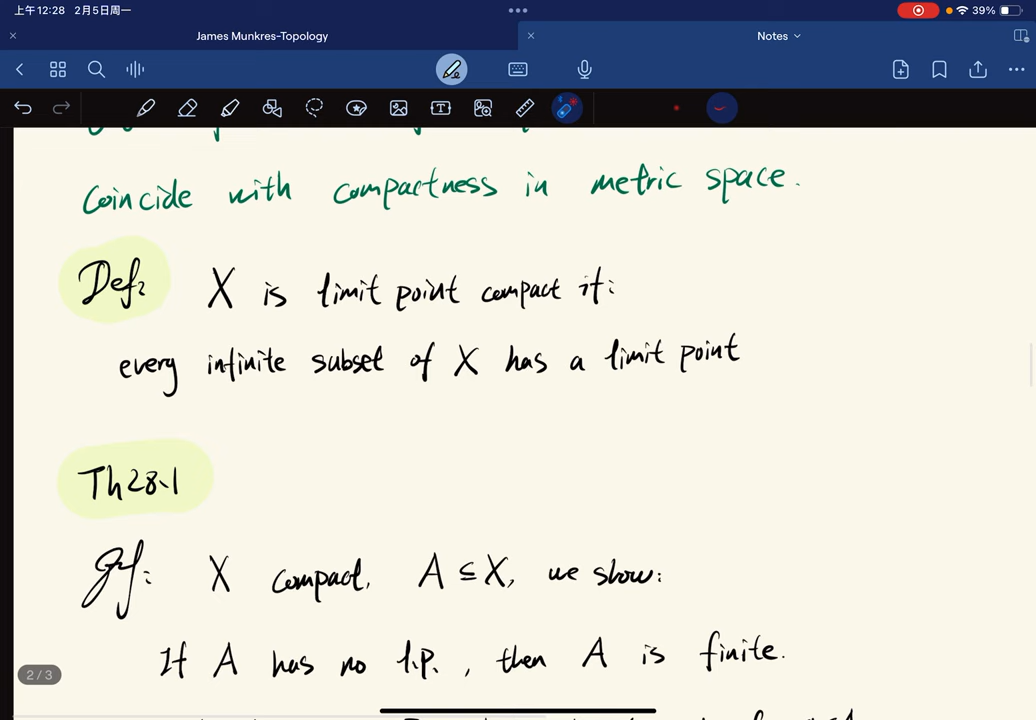 上午12:28 2月5日周一
39%
James Munkres-Topology
Notes
Coincide with compactness in metric space.
Def: X is limit point compact if:
every infinite subset of X has a limit point
Th28.1
pf: X compact, A ⊆ X, we show:
If A has no l.p., then A is finite.
2/3